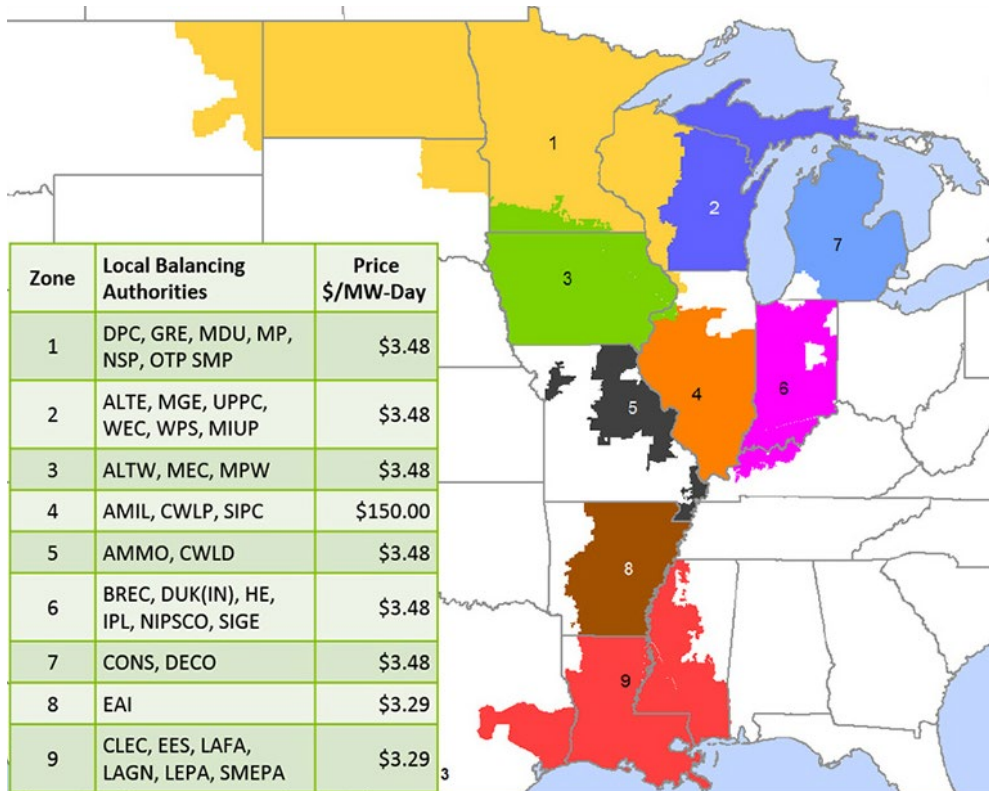 Zone
Local Balancing
Authorities
Price
$/MW-Day
1
DPC, GRE, MDU, MP,
NSP, OTP SMP
$3.48
2
ALTE, MGE, UPPC,
WEC, WPS, MIUP
$3.48
3
ALTW, MEC, MPW
$3.48
4
AMIL, CWLP, SIPC
$150.00
5
AMMO, CWLD
$3.48
6
BREC, DUK(IN), HE,
IPL, NIPSCO, SIGE
$3.48
7
CONS, DECO
$3.48
8
EAI
$3.29
9
CLEC, EES, LAFA,
LAGN, LEPA, SMEPA
$3.29
3
1
2
7
3
4
6
5
8
9